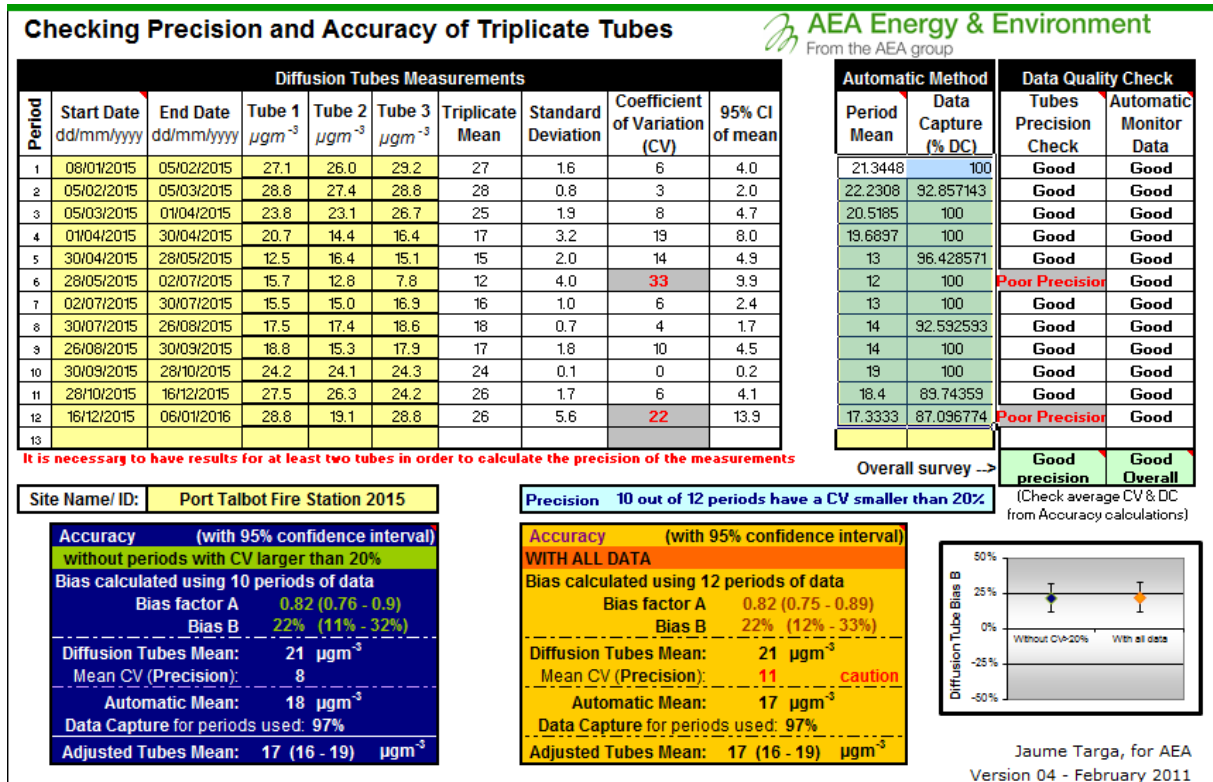 Checking Precision and Accuracy of Triplicate Tubes
AEA Energy & Environment
From the AEA group
Diffusion Tubes Measurements
Automatic Method
Data Quality Check
Period Start Date dd/mm/yyyy End Date dd/mm/yyyy Tube 1 µgm⁻³ Tube 2 µgm⁻³ Tube 3 µgm⁻³ Triplicate Mean Standard Deviation Coefficient of Variation (CV) 95% CI of mean Period Mean Data Capture (% DC) Tubes Precision Check Automatic Monitor Data
1 08/01/2015 05/02/2015 27.1 26.0 29.2 27 1.6 6 4.0 21.3448 100 Good Good
2 05/02/2015 05/03/2015 28.8 27.4 28.8 28 0.8 3 2.0 22.2308 92.857143 Good Good
3 05/03/2015 01/04/2015 23.8 23.1 26.7 25 1.9 8 4.7 20.5185 100 Good Good
4 01/04/2015 30/04/2015 20.7 14.4 16.4 17 3.2 19 8.0 19.6897 100 Good Good
5 30/04/2015 28/05/2015 12.5 16.4 15.1 15 2.0 14 4.9 13 96.428571 Good Good
6 28/05/2015 02/07/2015 15.7 12.8 7.8 12 4.0 33 9.9 12 100 Poor Precision Good
7 02/07/2015 30/07/2015 15.5 15.0 16.9 16 1.0 6 2.4 13 100 Good Good
8 30/07/2015 26/08/2015 17.5 17.4 18.6 18 0.7 4 1.7 14 92.592593 Good Good
9 26/08/2015 30/09/2015 18.8 15.3 17.9 17 1.8 10 4.5 14 100 Good Good
10 30/09/2015 28/10/2015 24.2 24.1 24.3 24 0.1 0 0.2 19 100 Good Good
11 28/10/2015 16/12/2015 27.5 26.3 24.2 26 1.7 6 4.1 18.4 89.74359 Good Good
12 16/12/2015 06/01/2016 28.8 19.1 28.8 26 5.6 22 13.9 17.3333 87.096774 Poor Precision Good
13
It is necessary to have results for at least two tubes in order to calculate the precision of the measurements
Overall survey --> Good precision Good Overall
Site Name/ ID: Port Talbot Fire Station 2015
Precision 10 out of 12 periods have a CV smaller than 20%
(Check average CV & DC
from Accuracy calculations)
Accuracy (with 95% confidence interval)
without periods with CV larger than 20%
Bias calculated using 10 periods of data
Bias factor A 0.82 (0.76 - 0.9)
Bias B 22% (11% - 32%)
Diffusion Tubes Mean: 21 µgm⁻³
Mean CV (Precision): 8
Automatic Mean: 18 µgm⁻³
Data Capture for periods used: 97%
Adjusted Tubes Mean: 17 (16 - 19) µgm⁻³
Accuracy (with 95% confidence interval)
WITH ALL DATA
Bias calculated using 12 periods of data
Bias factor A 0.82 (0.75 - 0.89)
Bias B 22% (12% - 33%)
Diffusion Tubes Mean: 21 µgm⁻³
Mean CV (Precision): 11 caution
Automatic Mean: 17 µgm⁻³
Data Capture for periods used: 97%
Adjusted Tubes Mean: 17 (16 - 19) µgm⁻³
Diffusion Tube Bias B
50%
25%
0%
-25%
-50%
Without CV>20% With all data
Jaume Targa, for AEA
Version 04 - February 2011